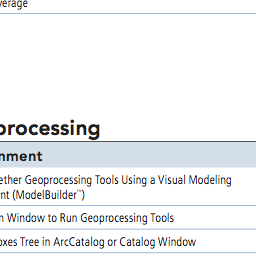 verage
processing
nment
ether Geoprocessing Tools Using a Visual Modeling
nt (ModelBuilder™)
n Window to Run Geoprocessing Tools
oxes Tree in ArcCatalog or Catalog Window